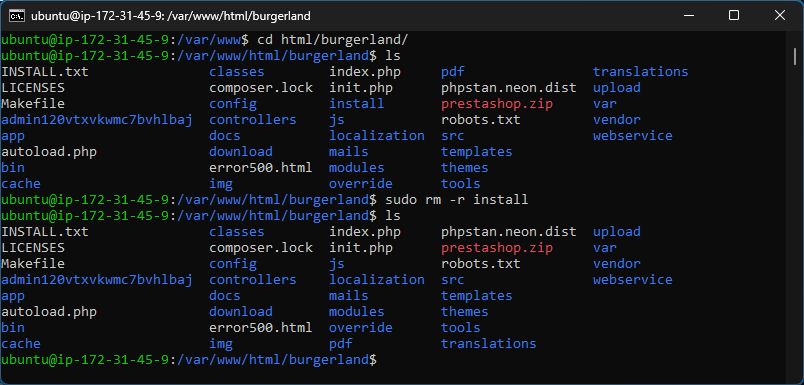 ubuntu@ip-172-31-45-9: /var/www/html/burgerland
ubuntu@ip-172-31-45-9:/var/www$ cd html/burgerland/
ubuntu@ip-172-31-45-9:/var/www/html/burgerland$ ls
INSTALL.txt classes index.php pdf translations
LICENSES composer.lock init.php phpstan.neon.dist upload
Makefile config install prestashop.zip var
admin120vtxvkwmc7bvhlbaj controllers js robots.txt vendor
app docs localization src webservice
autoload.php download mails templates
bin error500.html modules themes
cache img override tools
ubuntu@ip-172-31-45-9:/var/www/html/burgerland$ sudo rm -r install
ubuntu@ip-172-31-45-9:/var/www/html/burgerland$ ls
INSTALL.txt classes index.php phpstan.neon.dist upload
LICENSES composer.lock init.php prestashop.zip var
Makefile config js robots.txt vendor
admin120vtxvkwmc7bvhlbaj controllers localization src webservice
app docs mails templates
autoload.php download modules themes
bin error500.html override tools
cache img pdf translations
ubuntu@ip-172-31-45-9:/var/www/html/burgerland$